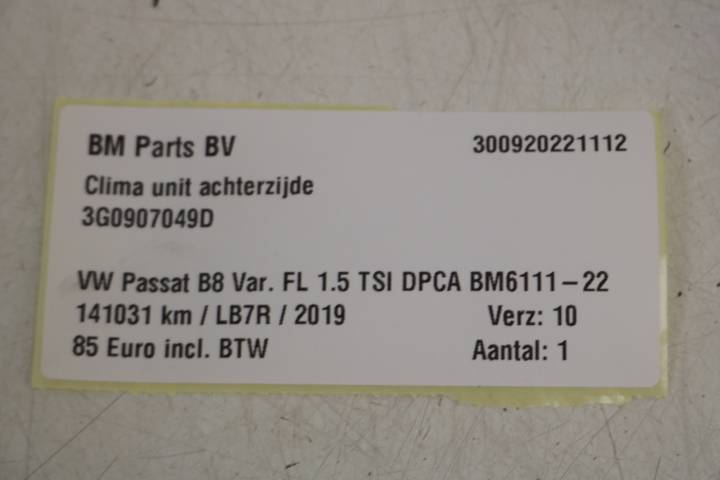 BM Parts BV 300920221112
Clima unit achterzijde
3G0907049D
VW Passat B8 Var. FL 1.5 TSI DPCA BM6111-22
141031 km / LB7R / 2019 Verz: 10
85 Euro incl. BTW Aantal: 1